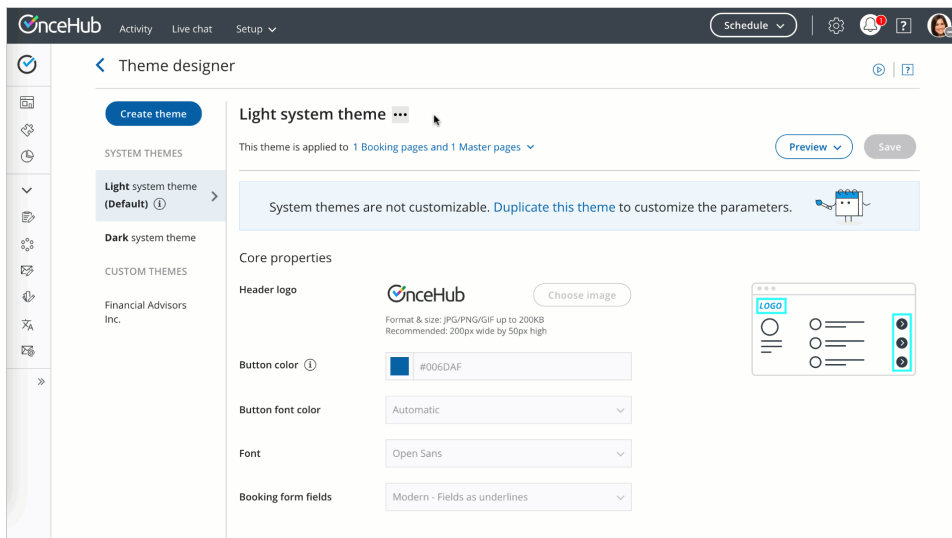 OnceHub
Activity
Live chat
Setup
Schedule
1
?
Theme designer
?
Create theme
SYSTEM THEMES
Light system theme
(Default) i
Dark system theme
CUSTOM THEMES
Financial Advisors
Inc.
Light system theme •••
This theme is applied to 1 Booking pages and 1 Master pages
Preview
Save
System themes are not customizable. Duplicate this theme to customize the parameters.
Core properties
Header logo
OnceHub
Choose image
Format & size: JPG/PNG/GIF up to 200KB
Recommended: 200px wide by 50px high
LOGO
Button color i
#006DAF
Button font color
Automatic
Font
Open Sans
Booking form fields
Modern - Fields as underlines